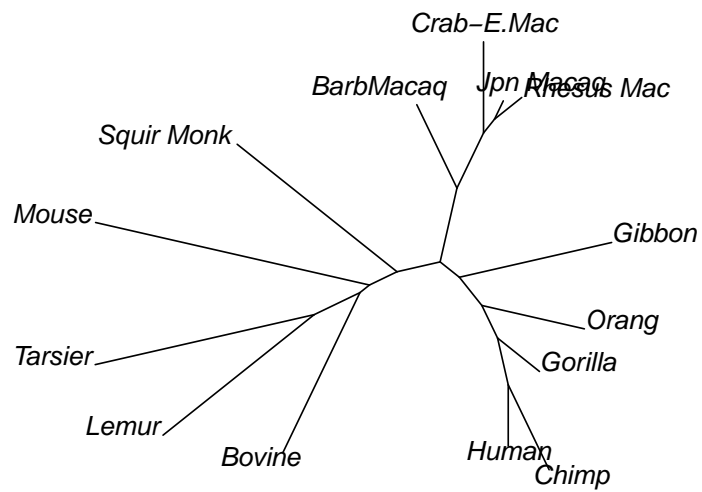 Crab−E.Mac
BarbMacaq
Jpn Macaq
Rhesus Mac
Squir Monk
Mouse
Gibbon
Orang
Tarsier
Gorilla
Lemur
Human
Bovine
Chimp